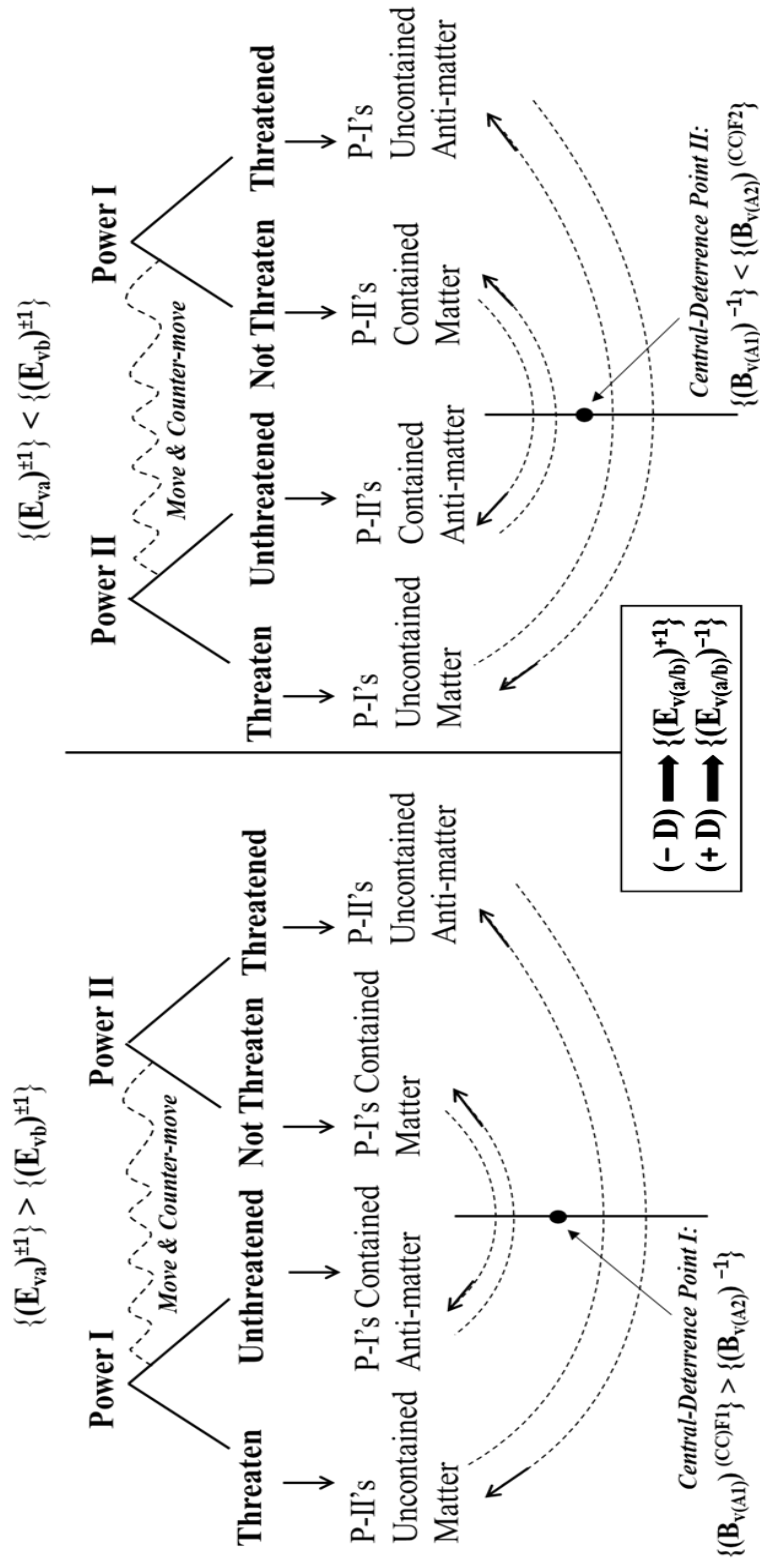 {(E_va)^±1} > {(E_vb)^±1}
Power I
Power II
Move & Counter-move
Threaten
Unthreatened
Not Threaten
Threatened
P-II's
Uncontained
Matter
P-I's Contained
Anti-matter
P-I's Contained
Matter
P-II's
Uncontained
Anti-matter
Central-Deterrence Point I:
{(B_v(A1))^(CC)F1} > {(B_v(A2))^−1}
{(E_va)^±1} < {(E_vb)^±1}
Power II
Power I
Move & Counter-move
Threaten
Unthreatened
Not Threaten
Threatened
P-I's
Uncontained
Matter
P-II's
Contained
Anti-matter
P-II's
Contained
Matter
P-I's
Uncontained
Anti-matter
Central-Deterrence Point II:
{(B_v(A1))^−1} < {(B_v(A2))^(CC)F2}
(− D) ➡ {(E_v(a/b))^+1}
(+ D) ➡ {(E_v(a/b))^−1}